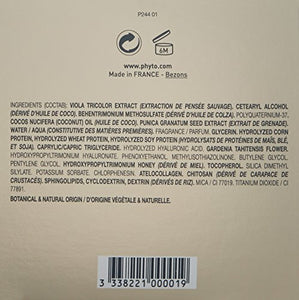 P244 01
6M
www.phyto.com
Made in FRANCE - Bezons
INGREDIENTS (COCTAB): VIOLA TRICOLOR EXTRACT (EXTRACTION DE PENSÉE SAUVAGE), CETEARYL ALCOHOL
(DÉRIVÉ D'HUILE DE COCO), BEHENTRIMONIUM METHOSULFATE (DÉRIVÉ D'HUILE DE COLZA), POLYQUATERNIUM-37,
COCOS NUCIFERA (COCONUT) OIL (HUILE DE COCO), PUNICA GRANATUM SEED EXTRACT (EXTRAIT DE GRENADE),
WATER / AQUA (CONSTITUTIVE DES MATIÈRES PREMIÈRES), FRAGRANCE / PARFUM, GLYCERIN, HYDROLYZED CORN
PROTEIN, HYDROLYZED WHEAT PROTEIN, HYDROLYZED SOY PROTEIN (HYDROLYSATS DE PROTÉINES DE MAÏS, BLÉ,
ET SOJA), CAPRYLIC/CAPRIC TRIGLYCERIDE, HYDROLYZED HYALURONIC ACID, GARDENIA TAHITENSIS FLOWER,
HYDROXYPROPYLTRIMONIUM HYALURONATE, PHENOXYETHANOL, METHYLISOTHIAZOLINONE, BUTYLENE GLYCOL,
PENTYLENE GLYCOL, HYDROXYPROPYLTRIMONIUM HONEY (DÉRIVÉ DE MIEL), TOCOPHEROL, SILICA DIMETHYL
SILYLATE, POTASSIUM SORBATE, CHLORPHENESIN, ATELOCOLLAGEN, CHITOSAN (DÉRIVÉ DE CARAPACE DE
CRUSTACÉS), SPHINGOLIPIDS, CYCLODEXTRIN, DEXTRIN (DÉRIVÉS DE RIZ), MICA / CI 77019, TITANIUM DIOXIDE / CI
77891.
BOTANICAL & NATURAL ORIGIN / D'ORIGINE VÉGÉTALE & NATURELLE.
3 338221 000019 >